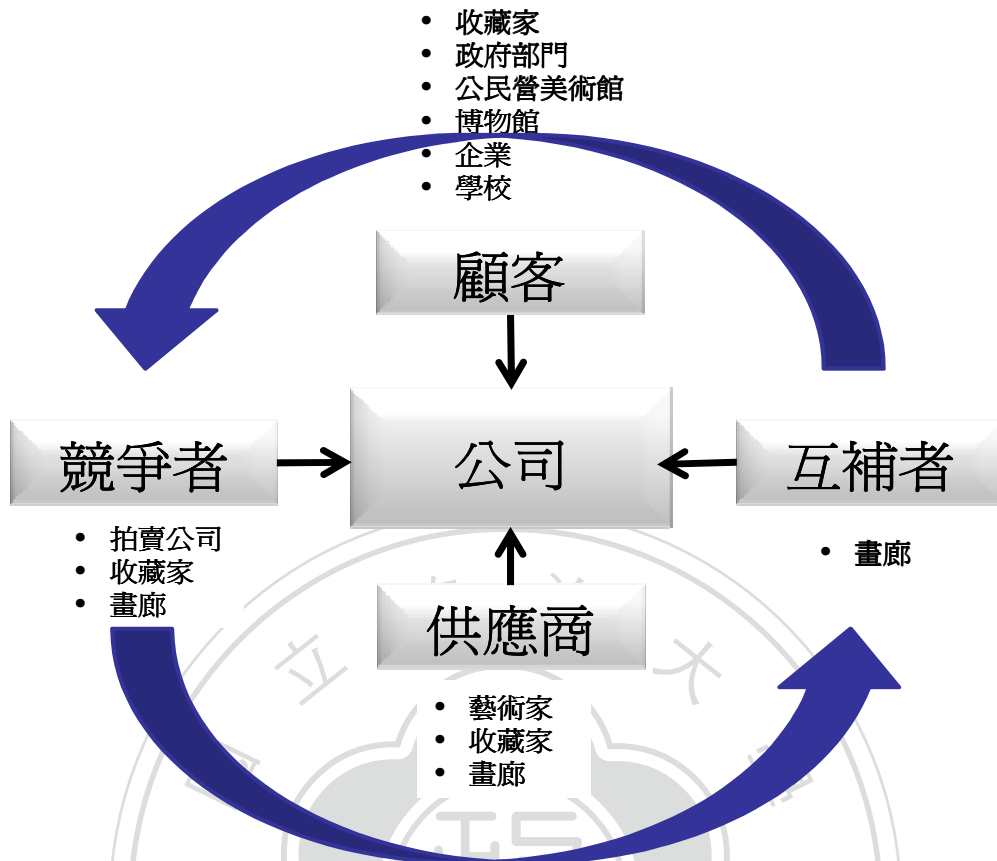 • 收藏家
• 政府部門
• 公民營美術館
• 博物館
• 企業
• 學校
顧客
競爭者
公司
互補者
• 拍賣公司
• 收藏家
• 畫廊
• 畫廊
供應商
• 藝術家
• 收藏家
• 畫廊
立
大